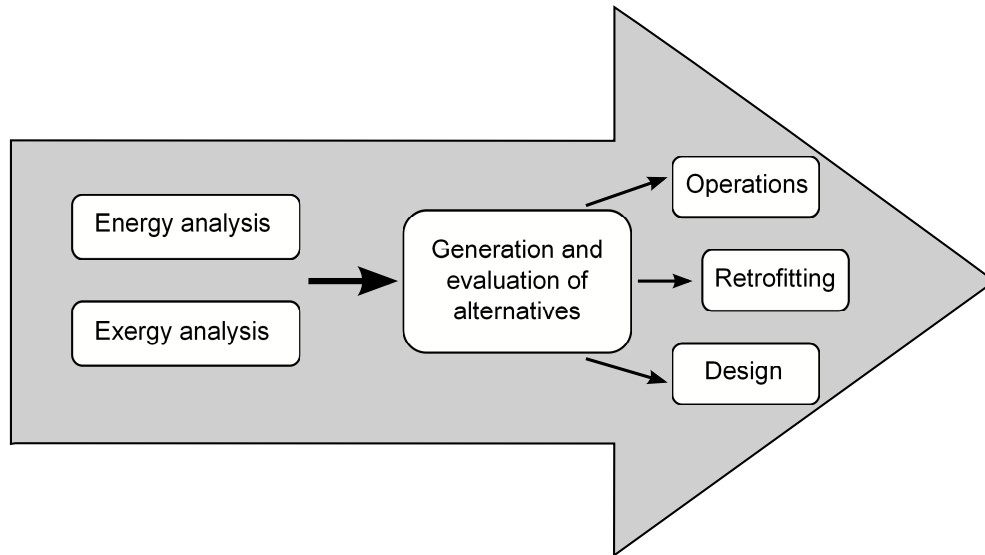 Energy analysis
Exergy analysis
Generation and
evaluation of
alternatives
Operations
Retrofitting
Design